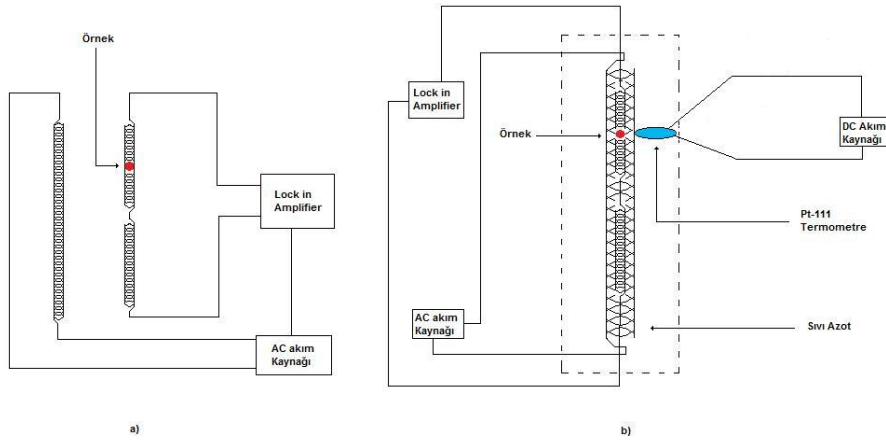 Örnek
Lock in
Amplifier
AC akım
Kaynağı
a)
Lock in
Amplifier
Örnek
DC Akım
Kaynağı
Pt-111
Termometre
AC akım
Kaynağı
Sıvı Azot
b)